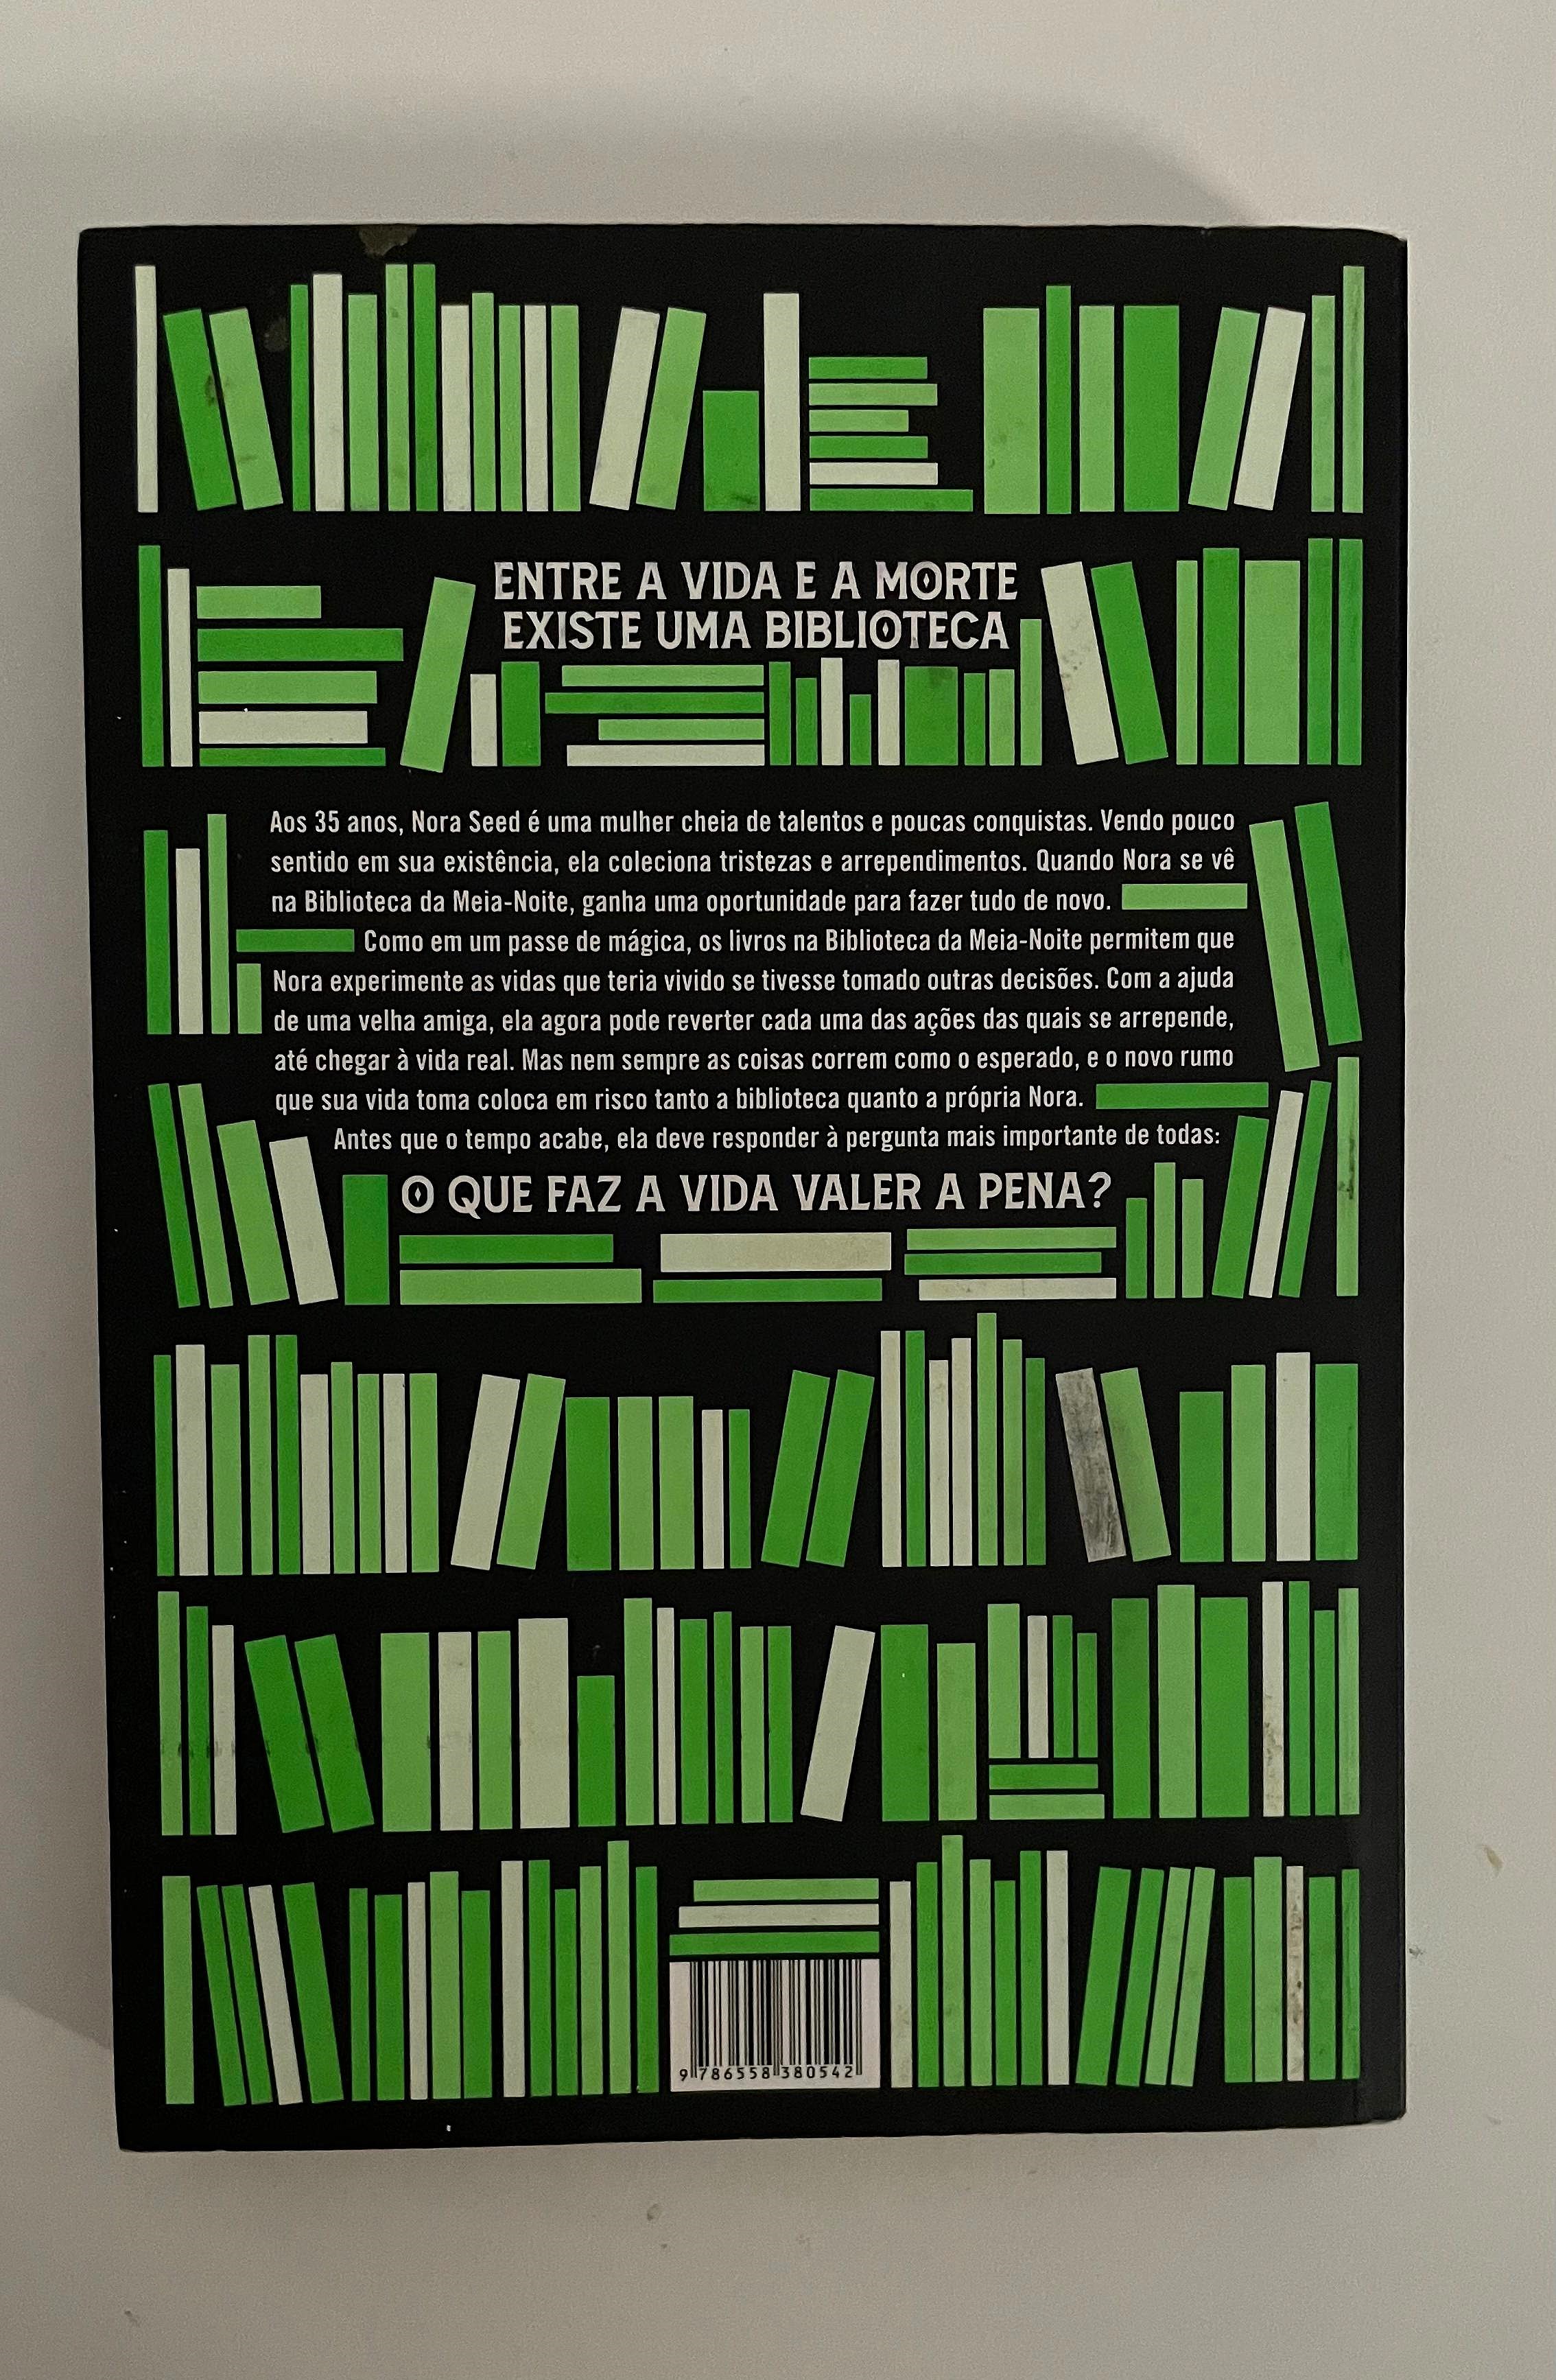 ENTRE A VIDA E A MORTE
EXISTE UMA BIBLIOTECA
Aos 35 anos, Nora Seed é uma mulher cheia de talentos e poucas conquistas. Vendo pouco
sentido em sua existência, ela coleciona tristezas e arrependimentos. Quando Nora se vê
na Biblioteca da Meia-Noite, ganha uma oportunidade para fazer tudo de novo.
Como em um passe de mágica, os livros na Biblioteca da Meia-Noite permitem que
Nora experimente as vidas que teria vivido se tivesse tomado outras decisões. Com a ajuda
de uma velha amiga, ela agora pode reverter cada uma das ações das quais se arrepende,
até chegar à vida real. Mas nem sempre as coisas correm como o esperado, e o novo rumo
que sua vida toma coloca em risco tanto a biblioteca quanto a própria Nora.
Antes que o tempo acabe, ela deve responder à pergunta mais importante de todas:
O QUE FAZ A VIDA VALER A PENA?
9 786558 380542